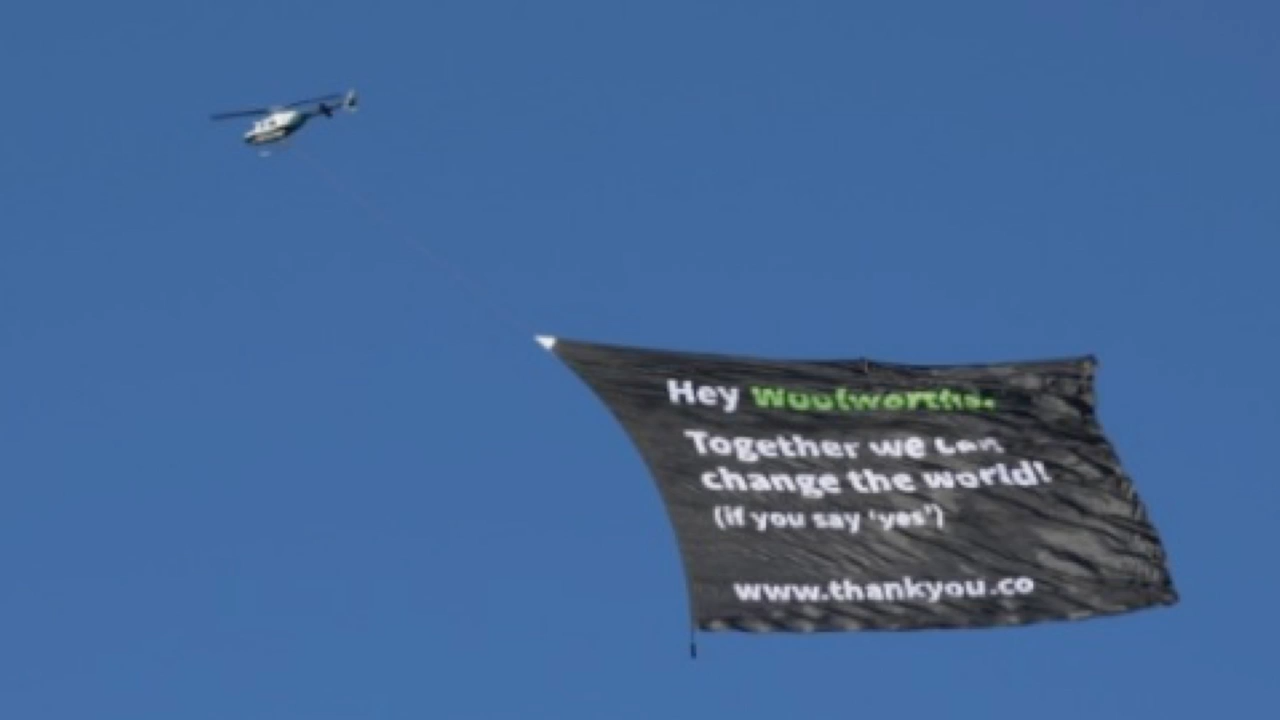 Hey Woolworths.
Together we can
change the world!
(if you say ‘yes’)
www.thankyou.co